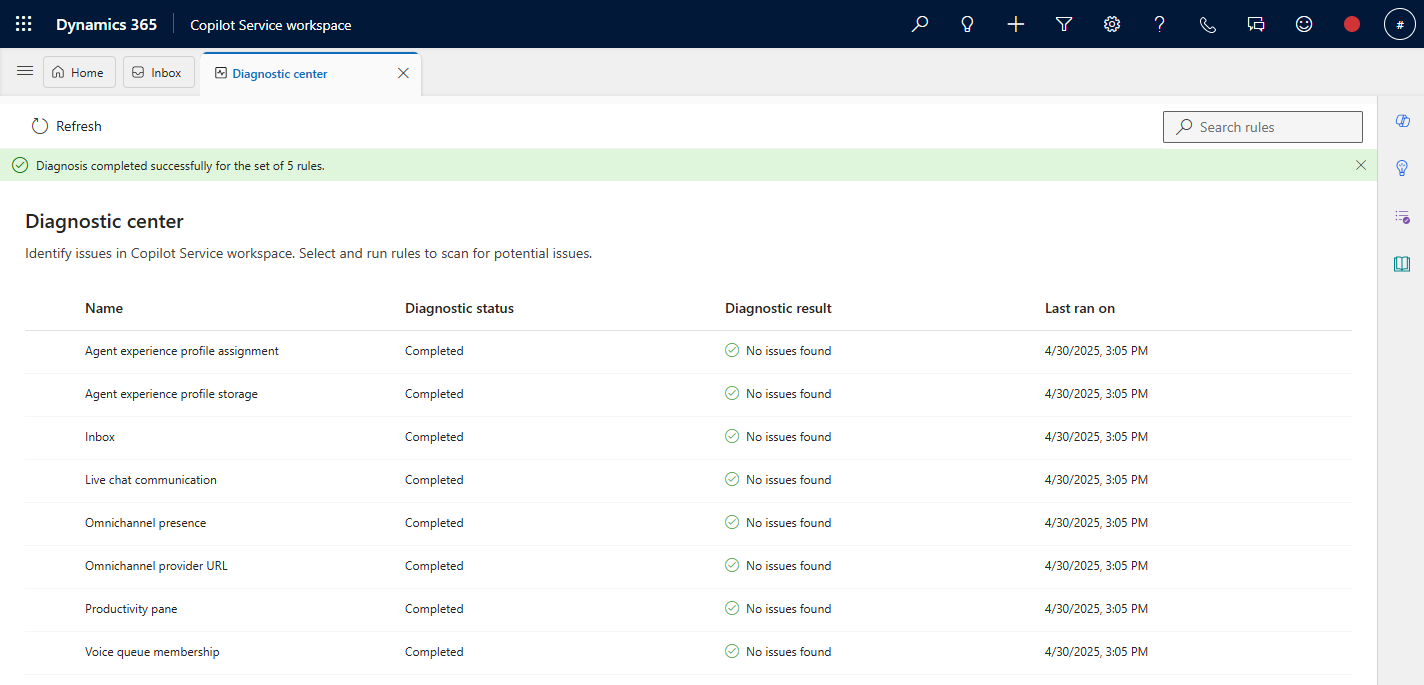 Dynamics 365 Copilot Service workspace #
Home Inbox Diagnostic center
Refresh Search rules
Diagnosis completed successfully for the set of 5 rules.
Diagnostic center
Identify issues in Copilot Service workspace. Select and run rules to scan for potential issues.
Name Diagnostic status Diagnostic result Last ran on
Agent experience profile assignment Completed No issues found 4/30/2025, 3:05 PM
Agent experience profile storage Completed No issues found 4/30/2025, 3:05 PM
Inbox Completed No issues found 4/30/2025, 3:05 PM
Live chat communication Completed No issues found 4/30/2025, 3:05 PM
Omnichannel presence Completed No issues found 4/30/2025, 3:05 PM
Omnichannel provider URL Completed No issues found 4/30/2025, 3:05 PM
Productivity pane Completed No issues found 4/30/2025, 3:05 PM
Voice queue membership Completed No issues found 4/30/2025, 3:05 PM